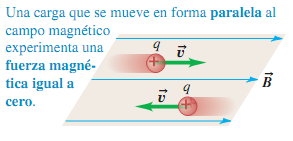 Una carga que se mueve en forma paralela al
campo magnético
experimenta una
fuerza magné-
tica igual a
cero.
q
v⃗
+
B⃗
q
v⃗
+